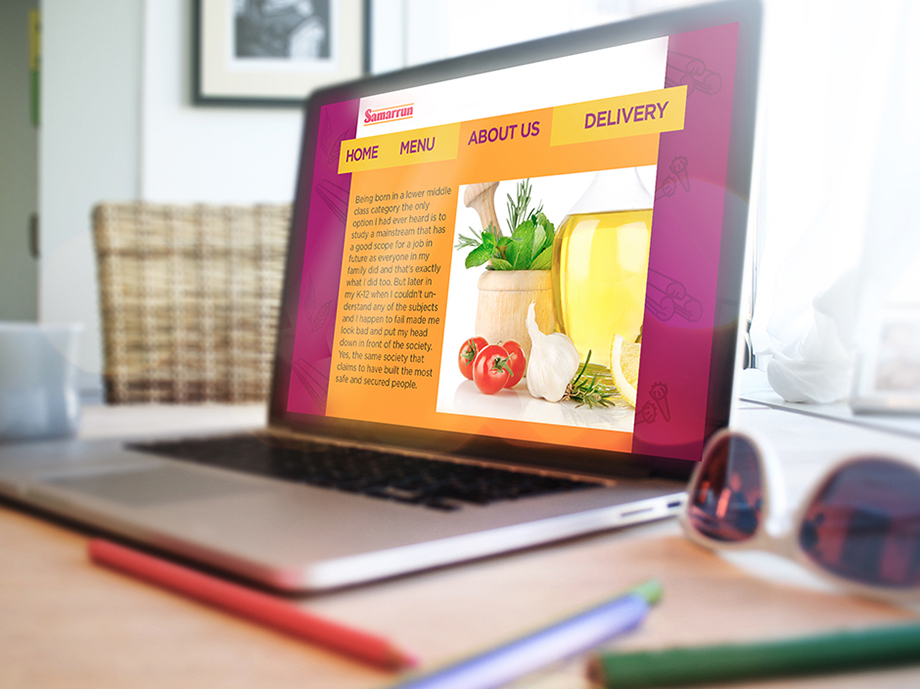 Samarrun
HOME MENU ABOUT US DELIVERY
Being born in a lower middle
class category the only
option I had ever heard is to
study a mainstream that has
a good scope for a job in
future as everyone in my
family did and that's exactly
what I did too. But later in
my K-12 when I couldn't un-
derstand any of the subjects
and I happen to fail made me
look bad and put my head
down in front of the society.
Yes, the same society that
claims to have built the most
safe and secured people.